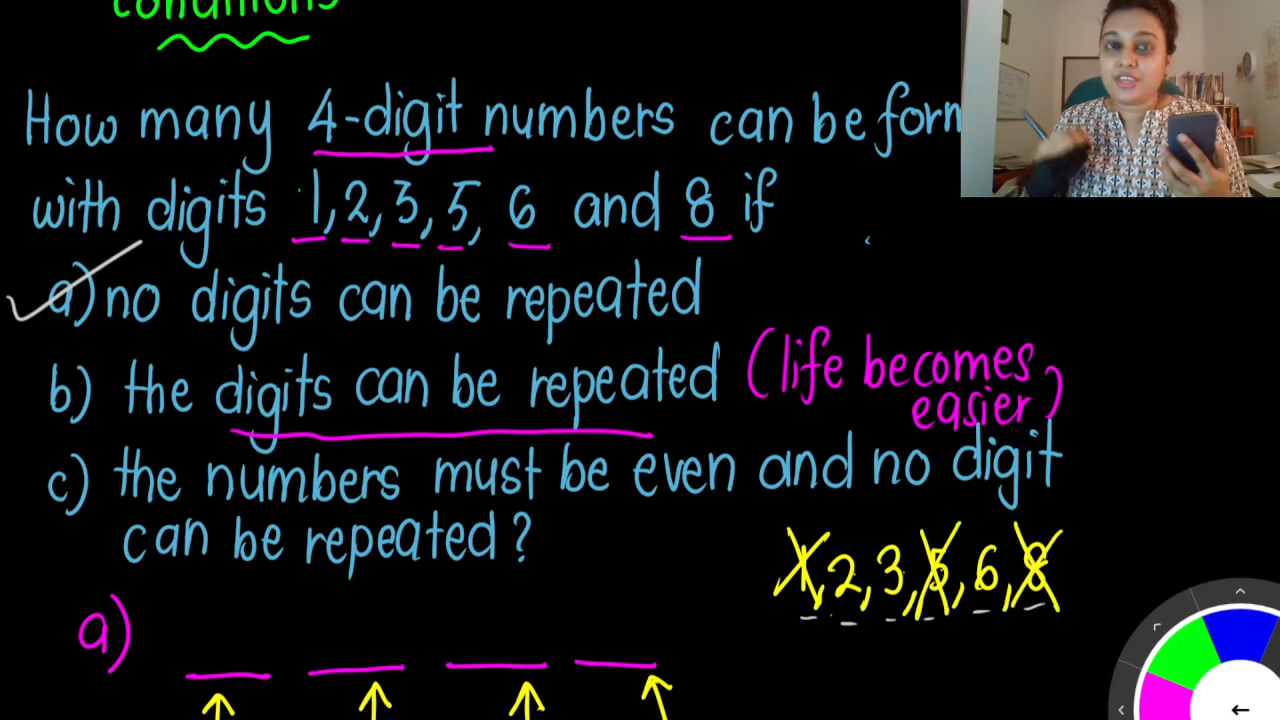 conditions
How many 4-digit numbers can be form
with digits 1, 2, 3, 5, 6 and 8 if
a) no digits can be repeated
b) the digits can be repeated (life becomes
easier)
c) the numbers must be even and no digit
can be repeated?
1, 2, 3, 5, 6, 8
a)